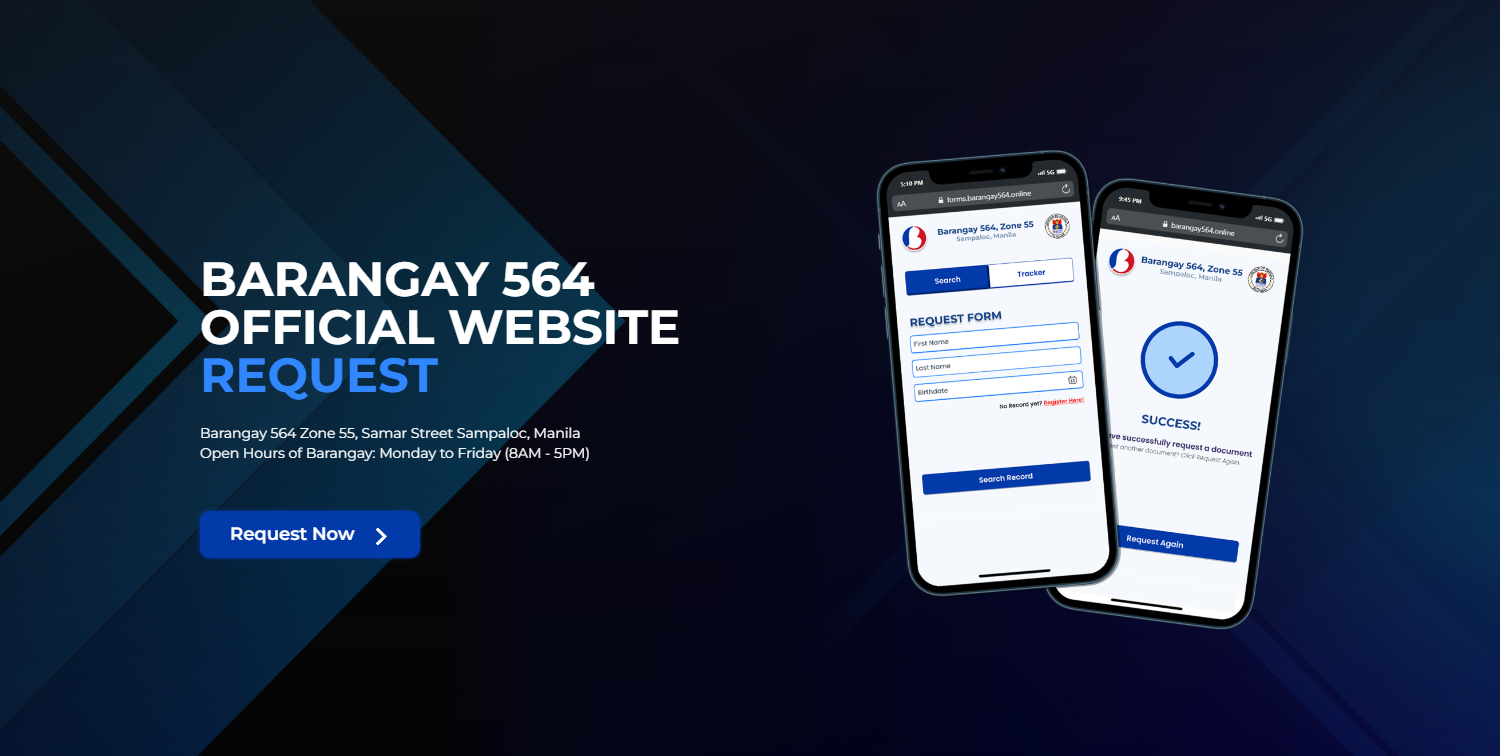 BARANGAY 564
OFFICIAL WEBSITE
REQUEST
Barangay 564 Zone 55, Samar Street Sampaloc, Manila
Open Hours of Barangay: Monday to Friday (8AM - 5PM)
Request Now
5:10 PM
5G
AA
forms.barangay564.online
Barangay 564, Zone 55
Sampaloc, Manila
Search
Tracker
REQUEST FORM
First Name
Last Name
Birthdate
No Record yet? Register Here!
Search Record
9:45 PM
5G
AA
barangay564.online
Barangay 564, Zone 55
Sampaloc, Manila
SUCCESS!
successfully request a document
another document? Click Request Again
Request Again